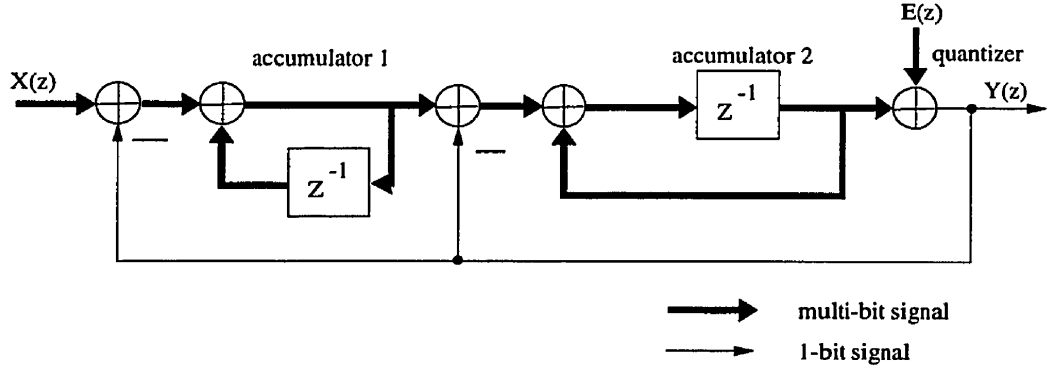 E(z)
accumulator 1
accumulator 2
quantizer
X(z)
Y(z)
z-1
z-1
multi-bit signal
1-bit signal